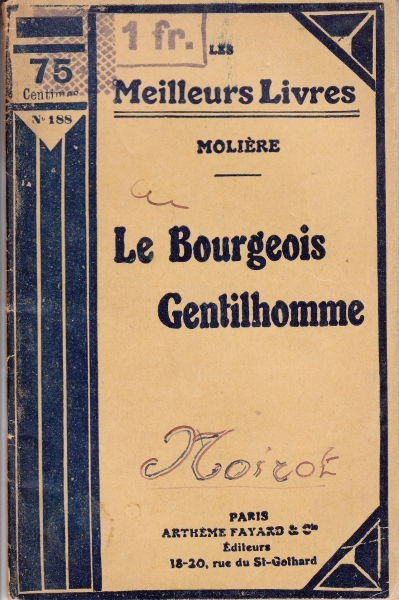 1 fr.
75
Centimes
N° 188
LES
Meilleurs Livres
MOLIÈRE
Le Bourgeois
Gentilhomme
Noirot
PARIS
ARTHÈME FAYARD & Cie
Éditeurs
18-20, rue du St-Gothard